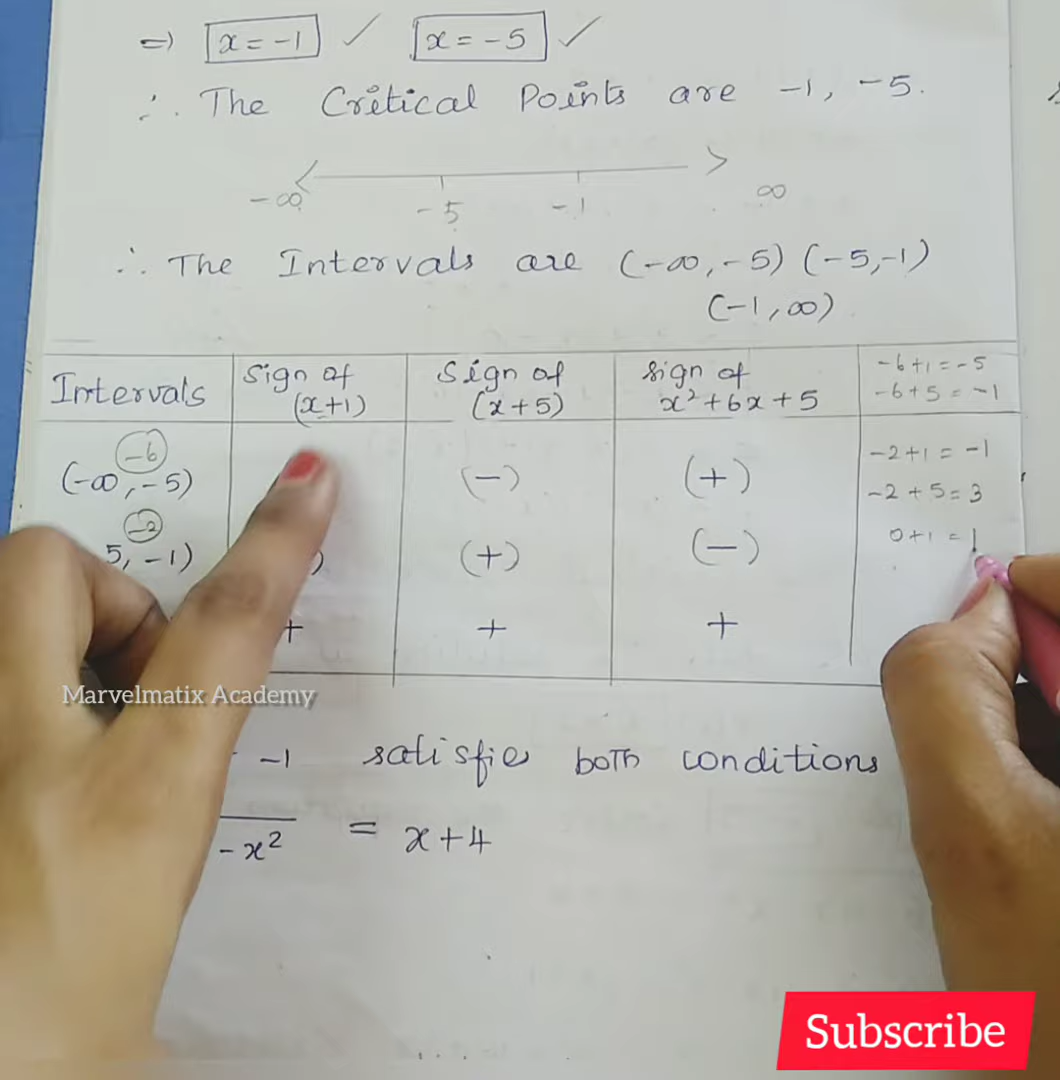 =) x = -1 ✓ x = -5 ✓
∴ The Critical Points are -1, -5.
-∞ -5 -1 ∞
∴ The Intervals are (-∞, -5) (-5, -1)
(-1, ∞)
Intervals Sign of (x+1) Sign of (x+5) sign of x²+6x+5 -6+1 = -5
-6+5 = -1
-6
(-∞, -5) (-) (+) -2+1 = -1
-2+5 = 3
-2
5, -1) ) (+) (-) 0+1 = 1
+ + +
Marvelmatix Academy
-1 satisfie both conditions
- x² = x+4
Subscribe